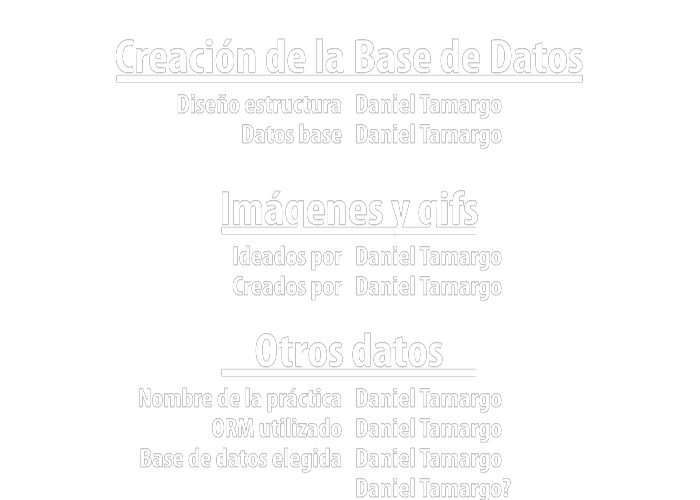 Creación de la Base de Datos
Diseño estructura Daniel Tamargo
Datos base Daniel Tamargo
Imágenes y gifs
Ideados por Daniel Tamargo
Creados por Daniel Tamargo
Otros datos
Nombre de la práctica Daniel Tamargo
ORM utilizado Daniel Tamargo
Base de datos elegida Daniel Tamargo
Daniel Tamargo?